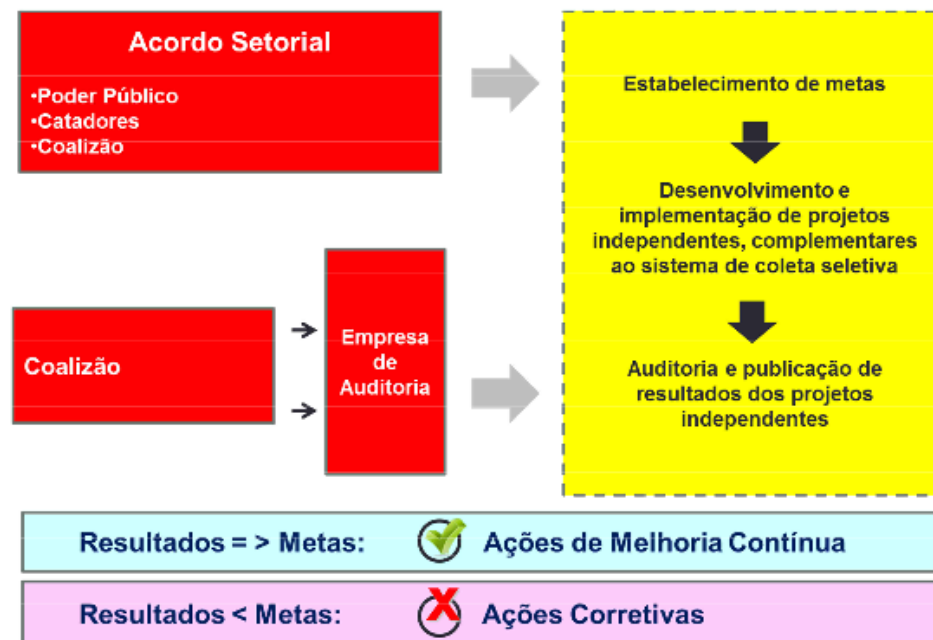 Acordo Setorial
•Poder Público
•Catadores
•Coalizão
Estabelecimento de metas
Desenvolvimento e
implementação de projetos
independentes, complementares
ao sistema de coleta seletiva
Coalizão
Empresa
de
Auditoria
Auditoria e publicação de
resultados dos projetos
independentes
Resultados = > Metas: Ações de Melhoria Contínua
Resultados < Metas: Ações Corretivas